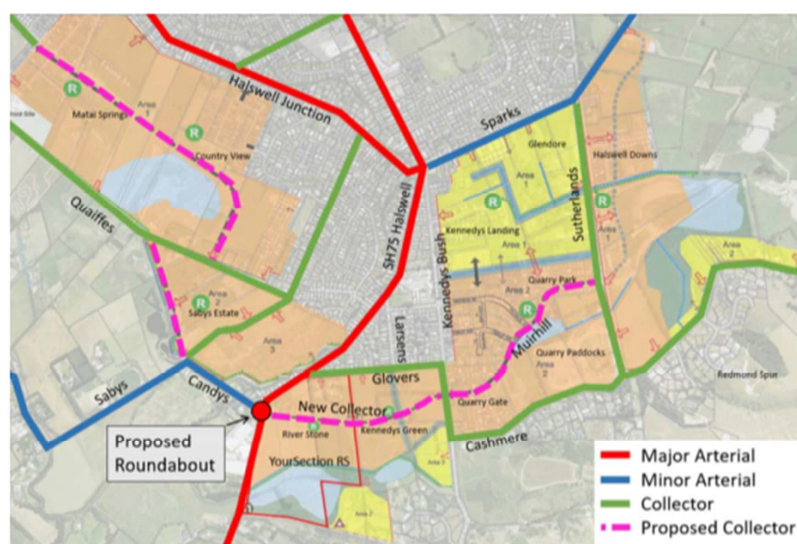 Halswell Junction
Sparks
Glendore
Area
1
Halswell Downs
R
Matai Springs
Area
1
R
Country View
R
R
Sutherlands
Area
1
Area
2
SH75 Halswell
Kennedys Landing
Area 1
Quaiffes
Kennedys Bush
Quarry Park
Area 2
R
Area
2
Sabys Estate
R
Larsens
Muirhill
Area
3
Quarry Paddocks
Area
2
Redmond Spur
Glovers
Sabys
Candys
New Collector
Quarry Gate
River Stone
Kennedys Green
Cashmere
Proposed
Roundabout
YourSection RS
Major Arterial
Minor Arterial
Collector
Proposed Collector